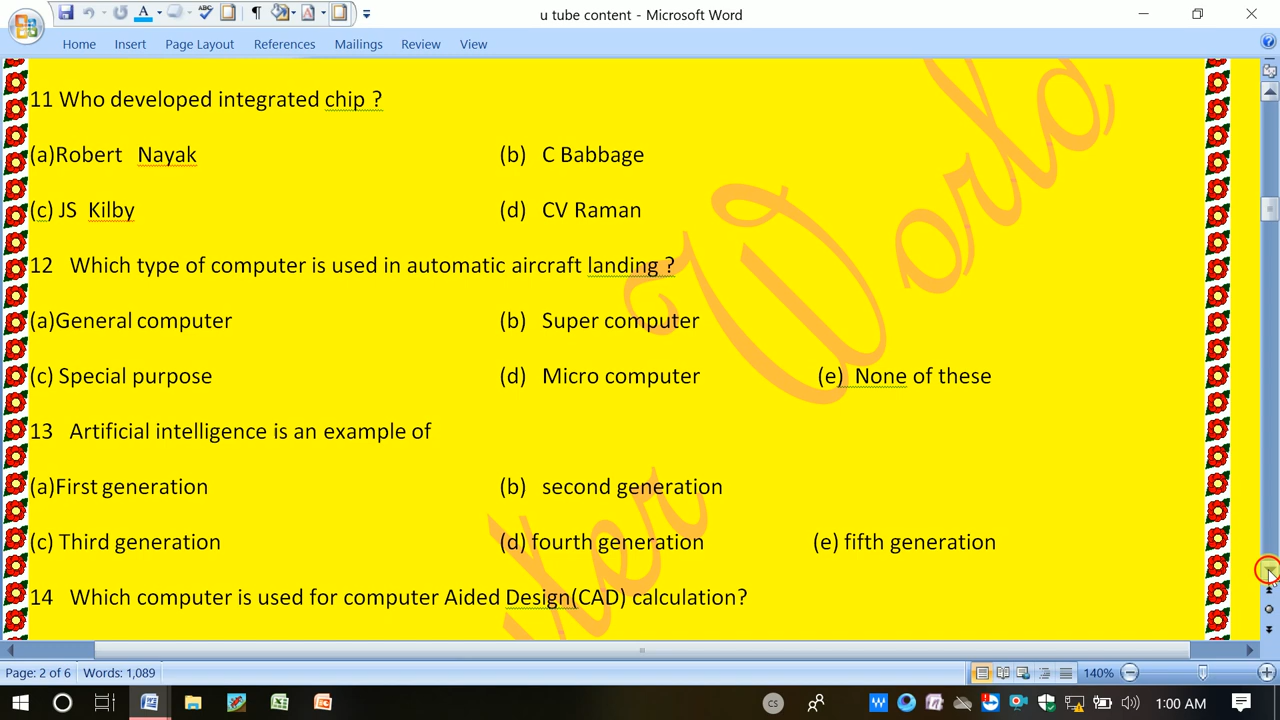 u tube content - Microsoft Word
Home Insert Page Layout References Mailings Review View
11 Who developed integrated chip ?
(a)Robert Nayak (b) C Babbage
(c) JS Kilby (d) CV Raman
12 Which type of computer is used in automatic aircraft landing ?
(a)General computer (b) Super computer
(c) Special purpose (d) Micro computer (e) None of these
13 Artificial intelligence is an example of
(a)First generation (b) second generation
(c) Third generation (d) fourth generation (e) fifth generation
14 Which computer is used for computer Aided Design(CAD) calculation?
World
Page: 2 of 6 Words: 1,089 140%
CS 1:00 AM